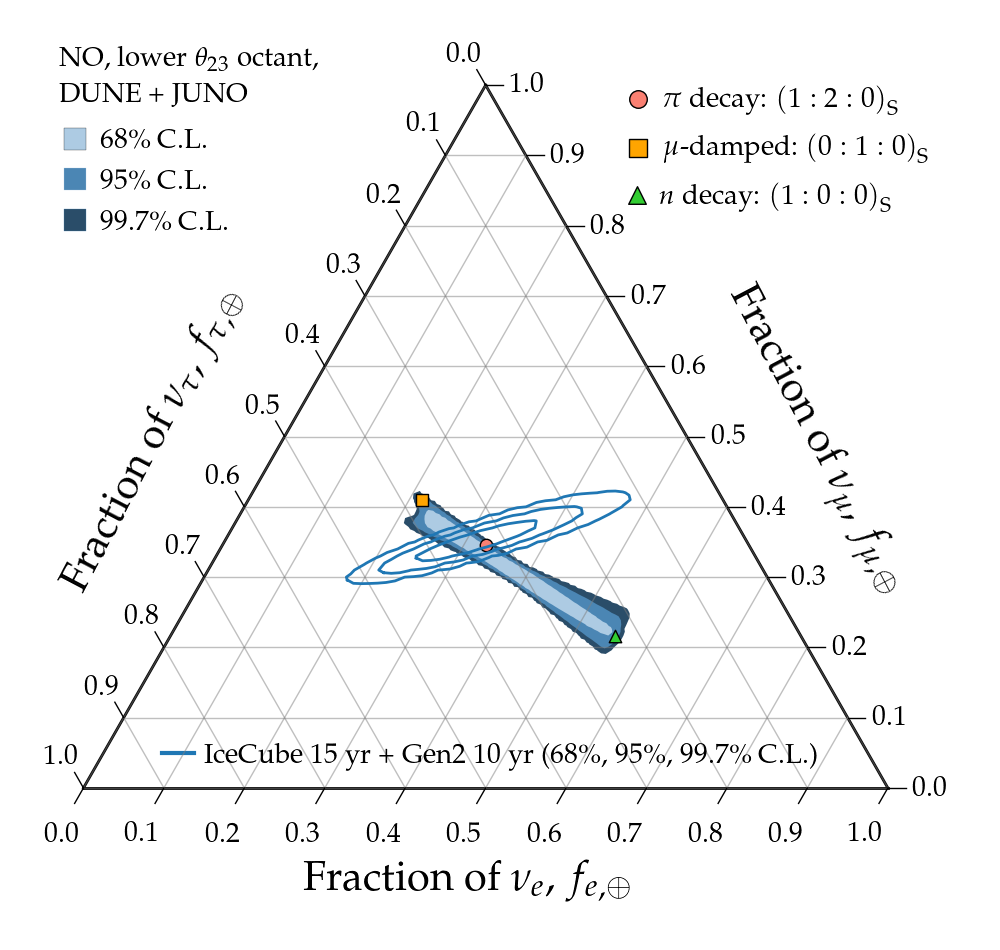 NO, lower θ23 octant,
DUNE + JUNO
68% C.L.
95% C.L.
99.7% C.L.
π decay: (1 : 2 : 0)S
μ-damped: (0 : 1 : 0)S
n decay: (1 : 0 : 0)S
Fraction of ντ, fτ,⊕
0.0
0.1
0.2
0.3
0.4
0.5
0.6
0.7
0.8
0.9
1.0
Fraction of νμ, fμ,⊕
1.0
0.9
0.8
0.7
0.6
0.5
0.4
0.3
0.2
0.1
0.0
IceCube 15 yr + Gen2 10 yr (68%, 95%, 99.7% C.L.)
0.0 0.1 0.2 0.3 0.4 0.5 0.6 0.7 0.8 0.9 1.0
Fraction of νe, fe,⊕